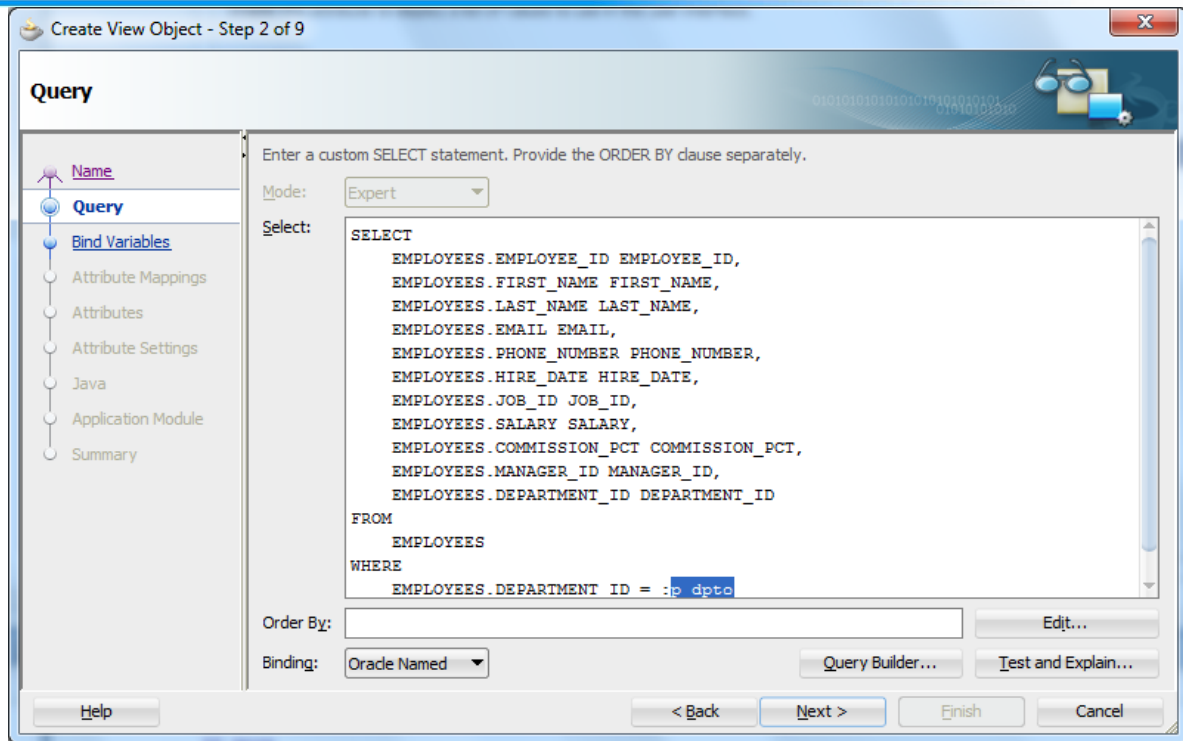 Create View Object - Step 2 of 9
Query
Name
Query
Bind Variables
Attribute Mappings
Attributes
Attribute Settings
Java
Application Module
Summary
Enter a custom SELECT statement. Provide the ORDER BY clause separately.
Mode: Expert
Select:
SELECT
EMPLOYEES.EMPLOYEE_ID EMPLOYEE_ID,
EMPLOYEES.FIRST_NAME FIRST_NAME,
EMPLOYEES.LAST_NAME LAST_NAME,
EMPLOYEES.EMAIL EMAIL,
EMPLOYEES.PHONE_NUMBER PHONE_NUMBER,
EMPLOYEES.HIRE_DATE HIRE_DATE,
EMPLOYEES.JOB_ID JOB_ID,
EMPLOYEES.SALARY SALARY,
EMPLOYEES.COMMISSION_PCT COMMISSION_PCT,
EMPLOYEES.MANAGER_ID MANAGER_ID,
EMPLOYEES.DEPARTMENT_ID DEPARTMENT_ID
FROM
EMPLOYEES
WHERE
EMPLOYEES.DEPARTMENT_ID = :p_dpto
Order By: Edit...
Binding: Oracle Named Query Builder... Test and Explain...
Help < Back Next > Finish Cancel